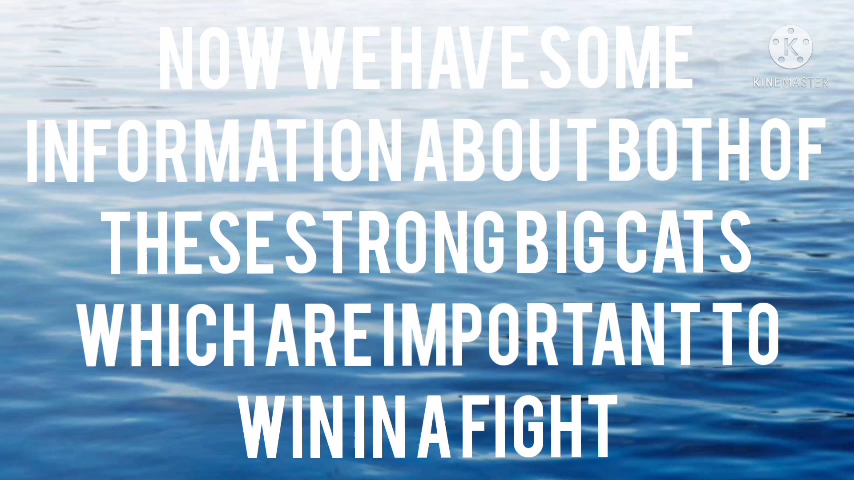 NOW WE HAVE SOME
INFORMATION ABOUT BOTH OF
THESE STRONG BIG CATS
WHICH ARE IMPORTANT TO
WIN IN A FIGHT
K
KINEMASTER